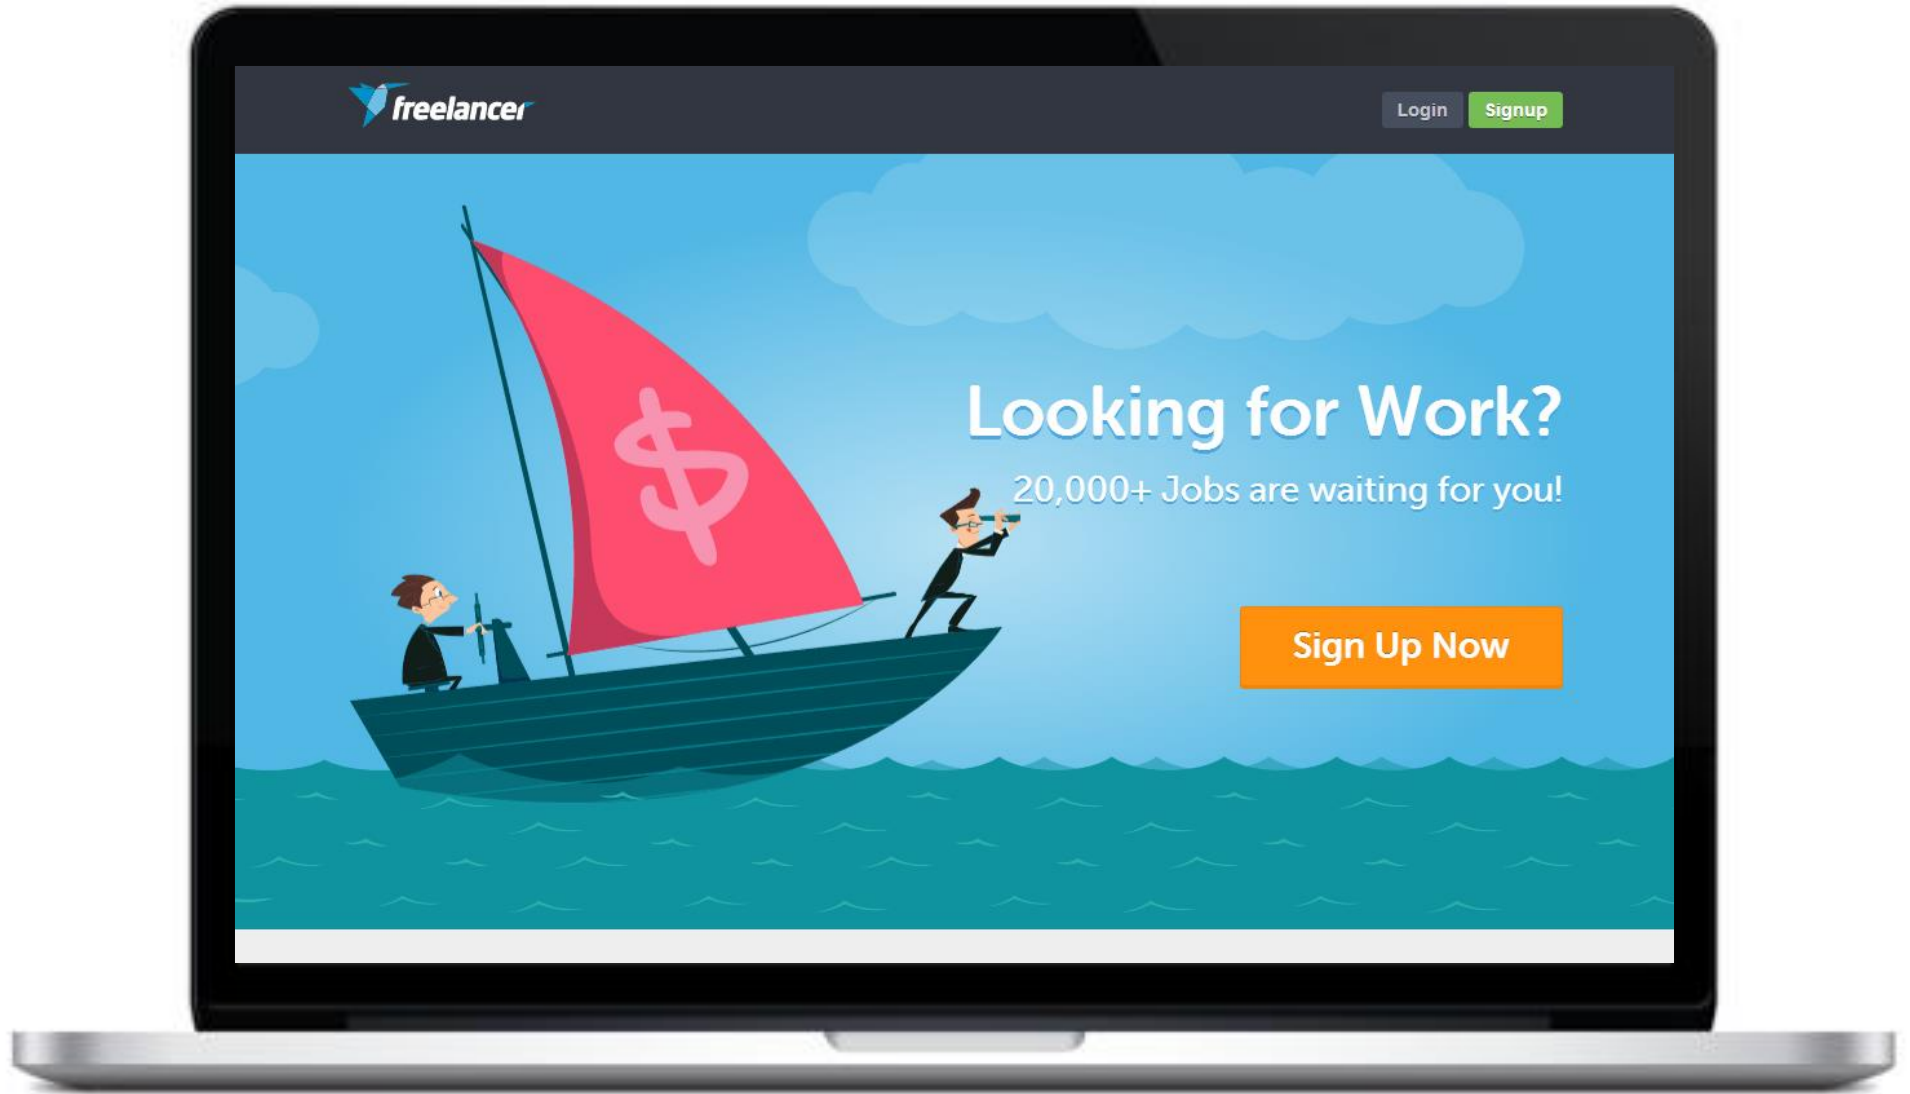 freelancer
Login Signup
$
Looking for Work?
20,000+ Jobs are waiting for you!
Sign Up Now